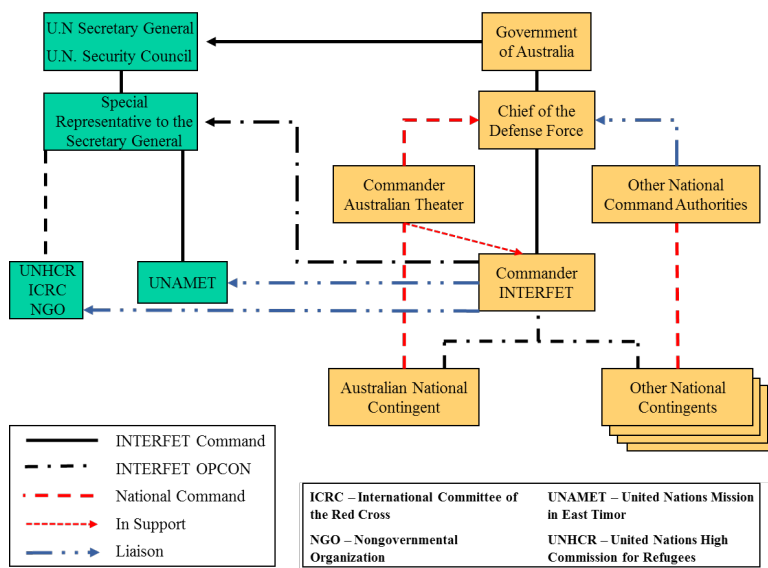 U.N Secretary General
U.N. Security Council
Government
of Australia
Special
Representative to the
Secretary General
Chief of the
Defense Force
Commander
Australian Theater
Other National
Command Authorities
UNHCR
ICRC
NGO
UNAMET
Commander
INTERFET
Australian National
Contingent
Other National
Contingents
INTERFET Command
INTERFET OPCON
National Command
In Support
Liaison
ICRC – International Committee of
the Red Cross
NGO – Nongovernmental
Organization
UNAMET – United Nations Mission
in East Timor
UNHCR – United Nations High
Commission for Refugees